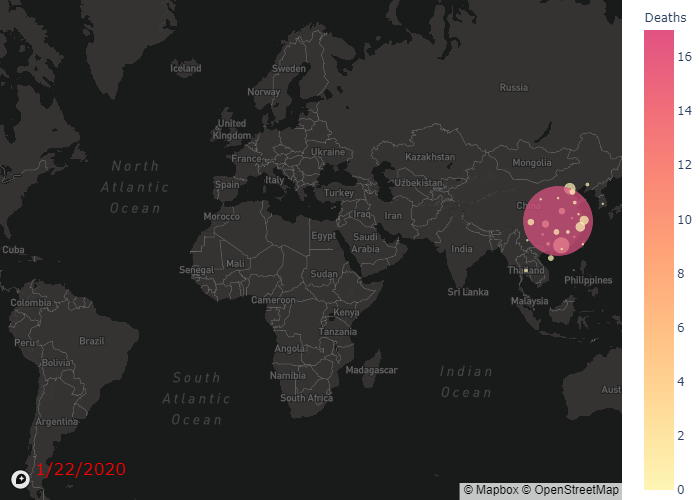 Deaths
16
14
12
10
8
6
4
2
0
Iceland
Sweden
Norway
Russia
United
Kingdom
Ukraine
France
Kazakhstan
Mongolia
Spain
Italy
Turkey
Uzbekistan
North
Atlantic
Ocean
Morocco
Iraq
Iran
China
Egypt
Saudi
Arabia
India
Cuba
Mali
Senegal
Sudan
Thailand
Philippines
Sri Lanka
Malaysia
Colombia
Cameroon
Kenya
Tanzania
Peru
Brazil
Bolivia
Angola
Madagascar
Namibia
South
Atlantic
Ocean
Indian
Ocean
South Africa
Aust
Argentina
1/22/2020
© Mapbox © OpenStreetMap